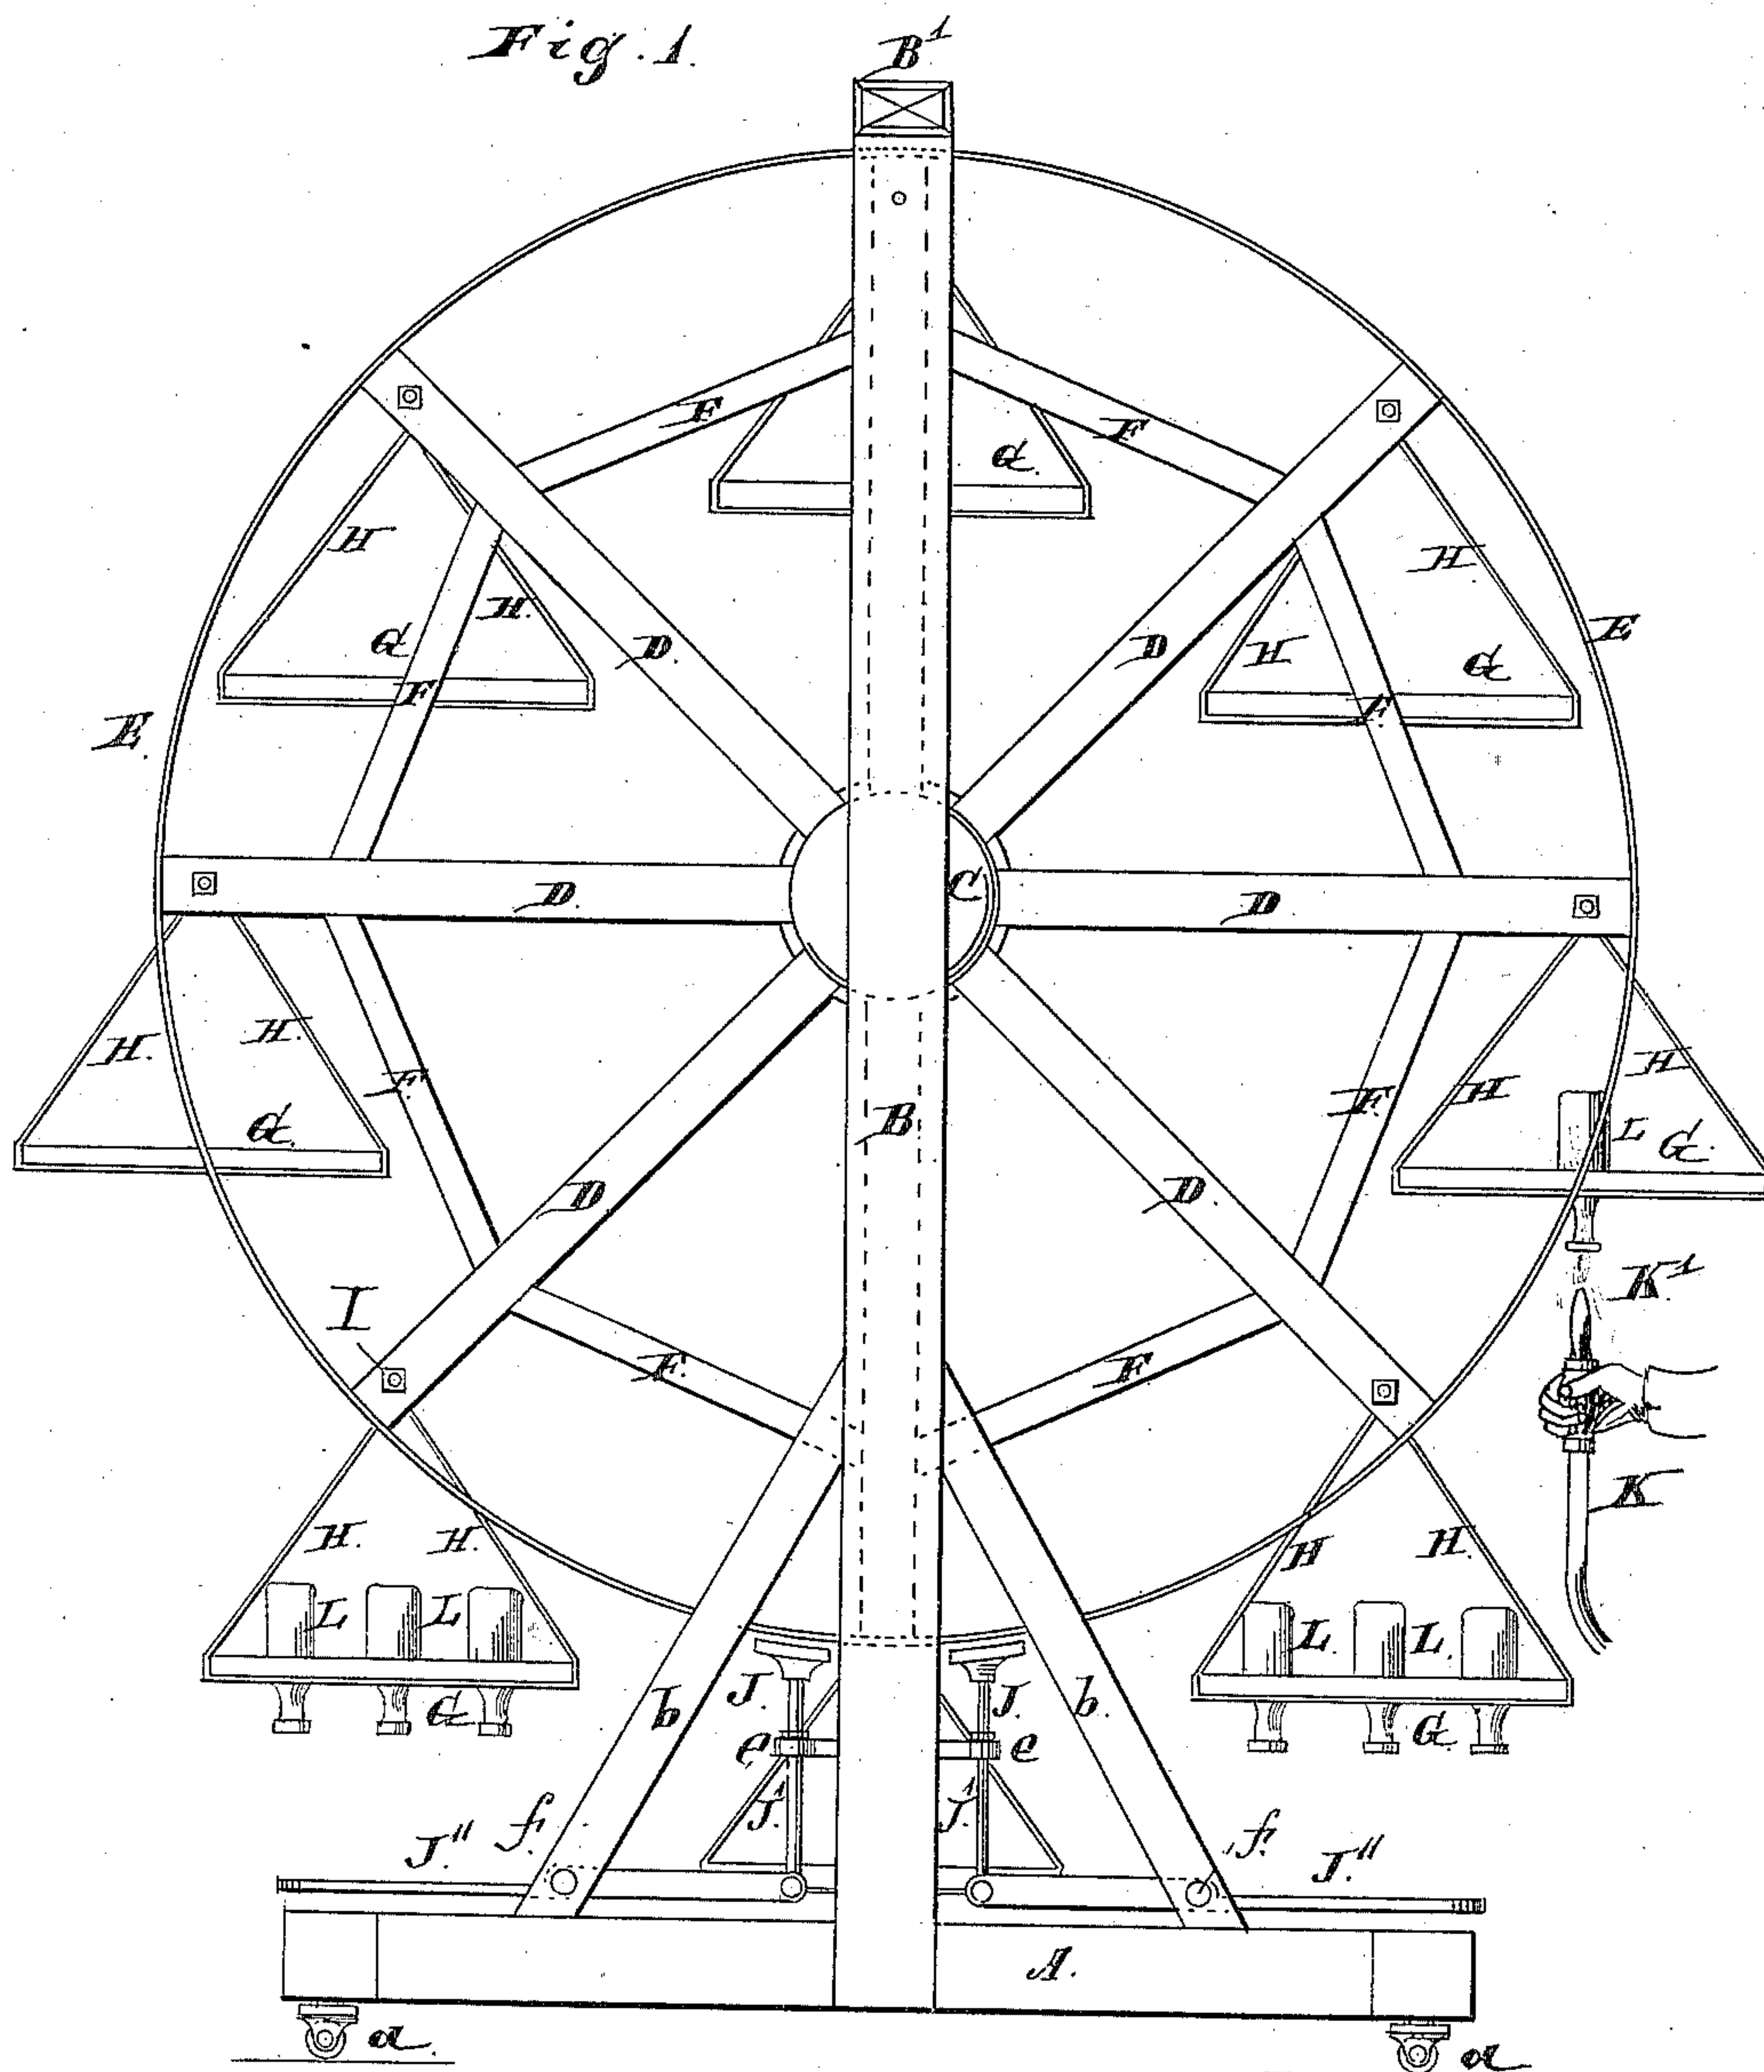 Fig. 1.
B¹
F
F
G.
H
H.
G
F
D.
D
H
H
G
F.
E
E.
D.
C
D
H.
H.
G.
F.
B
F.
H
H
L
G.
D
D.
K¹
I
F.
F
K
H.
H.
L
L
G
H
H.
L.
L.
G.
b
J.
J.
b.
e
e
J¹
J¹
J."
f.
f.
J."
A.
a.
a